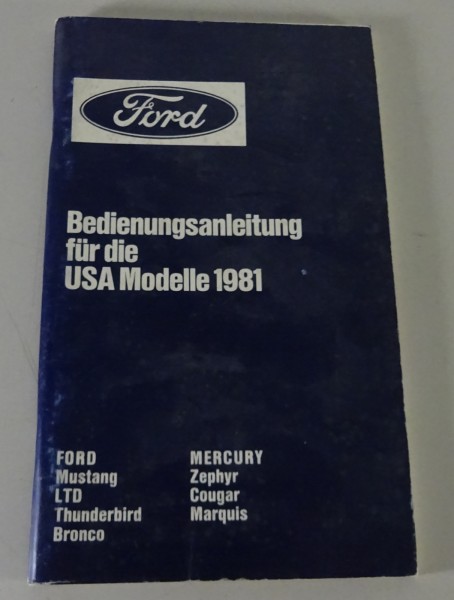 Ford
Bedienungsanleitung
für die
USA Modelle 1981
FORD
Mustang
LTD
Thunderbird
Bronco
MERCURY
Zephyr
Cougar
Marquis